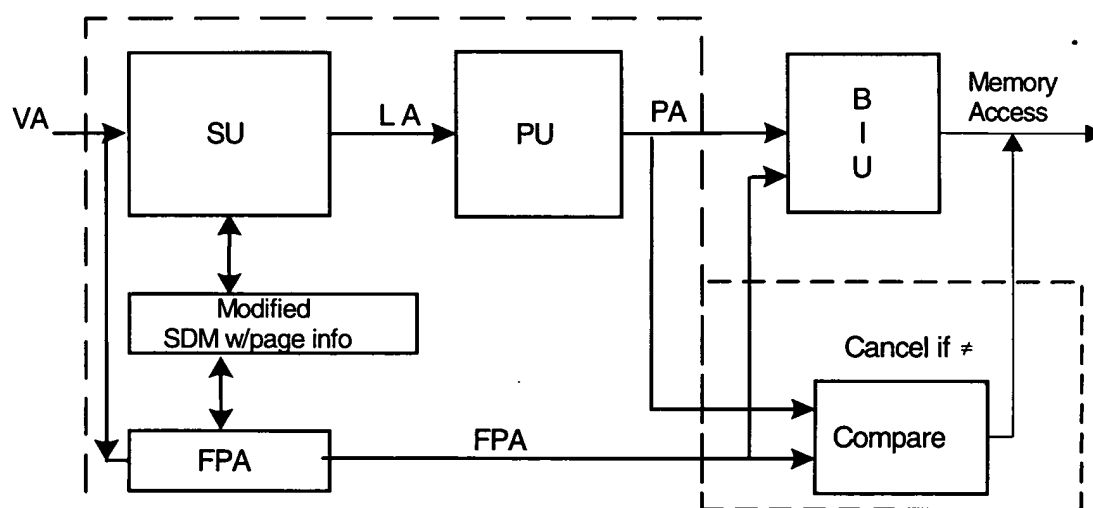 VA
SU
L A
PU
PA
B
I
U
Memory
Access
Modified
SDM w/page info
Cancel if ≠
FPA
FPA
Compare